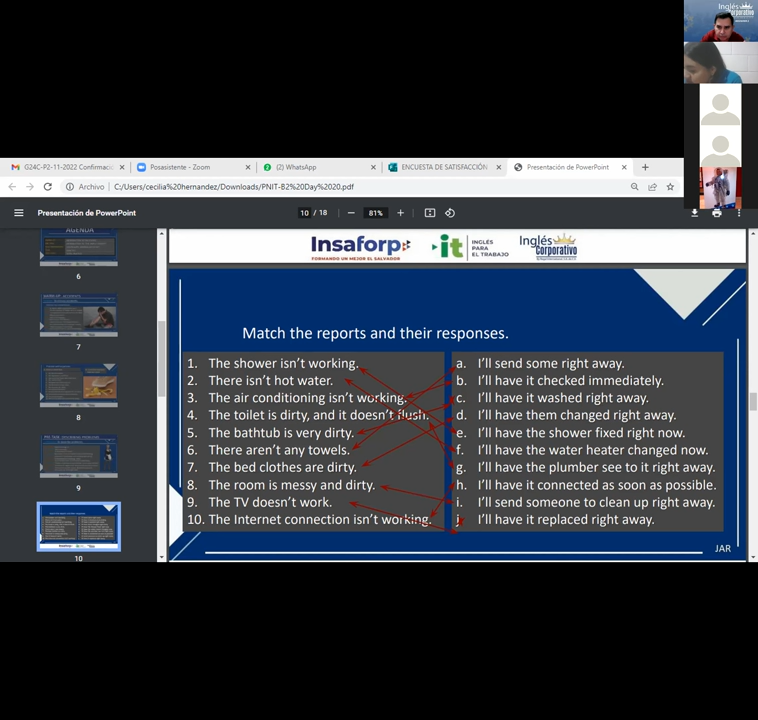 Inglés
Corporativo
G24C-P2-11-2022 Confirmaci
Posasistente - Zoom
(2) WhatsApp
ENCUESTA DE SATISFACCIÓN
Presentación de PowerPoint
Archivo
C:/Users/cecilia%20hernandez/Downloads/PNIT-B2%20Day%2020.pdf
Presentación de PowerPoint
10 / 18
81%
AGENDA
6
7
8
9
10
Insaforp
FORMANDO UN MEJOR EL SALVADOR
it
INGLÉS
PARA
EL TRABAJO
Inglés
Corporativo
Match the reports and their responses.
1. The shower isn't working.
2. There isn't hot water.
3. The air conditioning isn't working.
4. The toilet is dirty, and it doesn't flush.
5. The bathtub is very dirty.
6. There aren't any towels.
7. The bed clothes are dirty.
8. The room is messy and dirty.
9. The TV doesn't work.
10. The Internet connection isn't working.
a. I'll send some right away.
b. I'll have it checked immediately.
c. I'll have it washed right away.
d. I'll have them changed right away.
e. I'll have the shower fixed right now.
f. I'll have the water heater changed now.
g. I'll have the plumber see to it right away.
h. I'll have it connected as soon as possible.
i. I'll send someone to clean up right away.
j. I'll have it replaced right away.
JAR